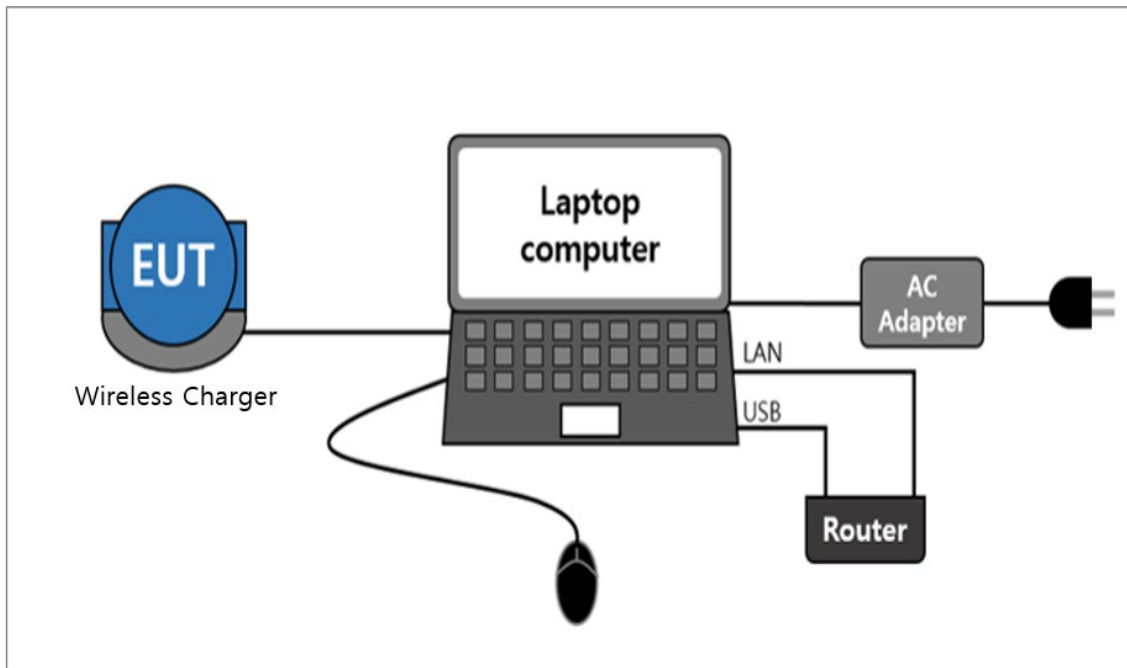 Laptop
computer
EUT
AC
Adapter
LAN
Wireless Charger
USB
Router